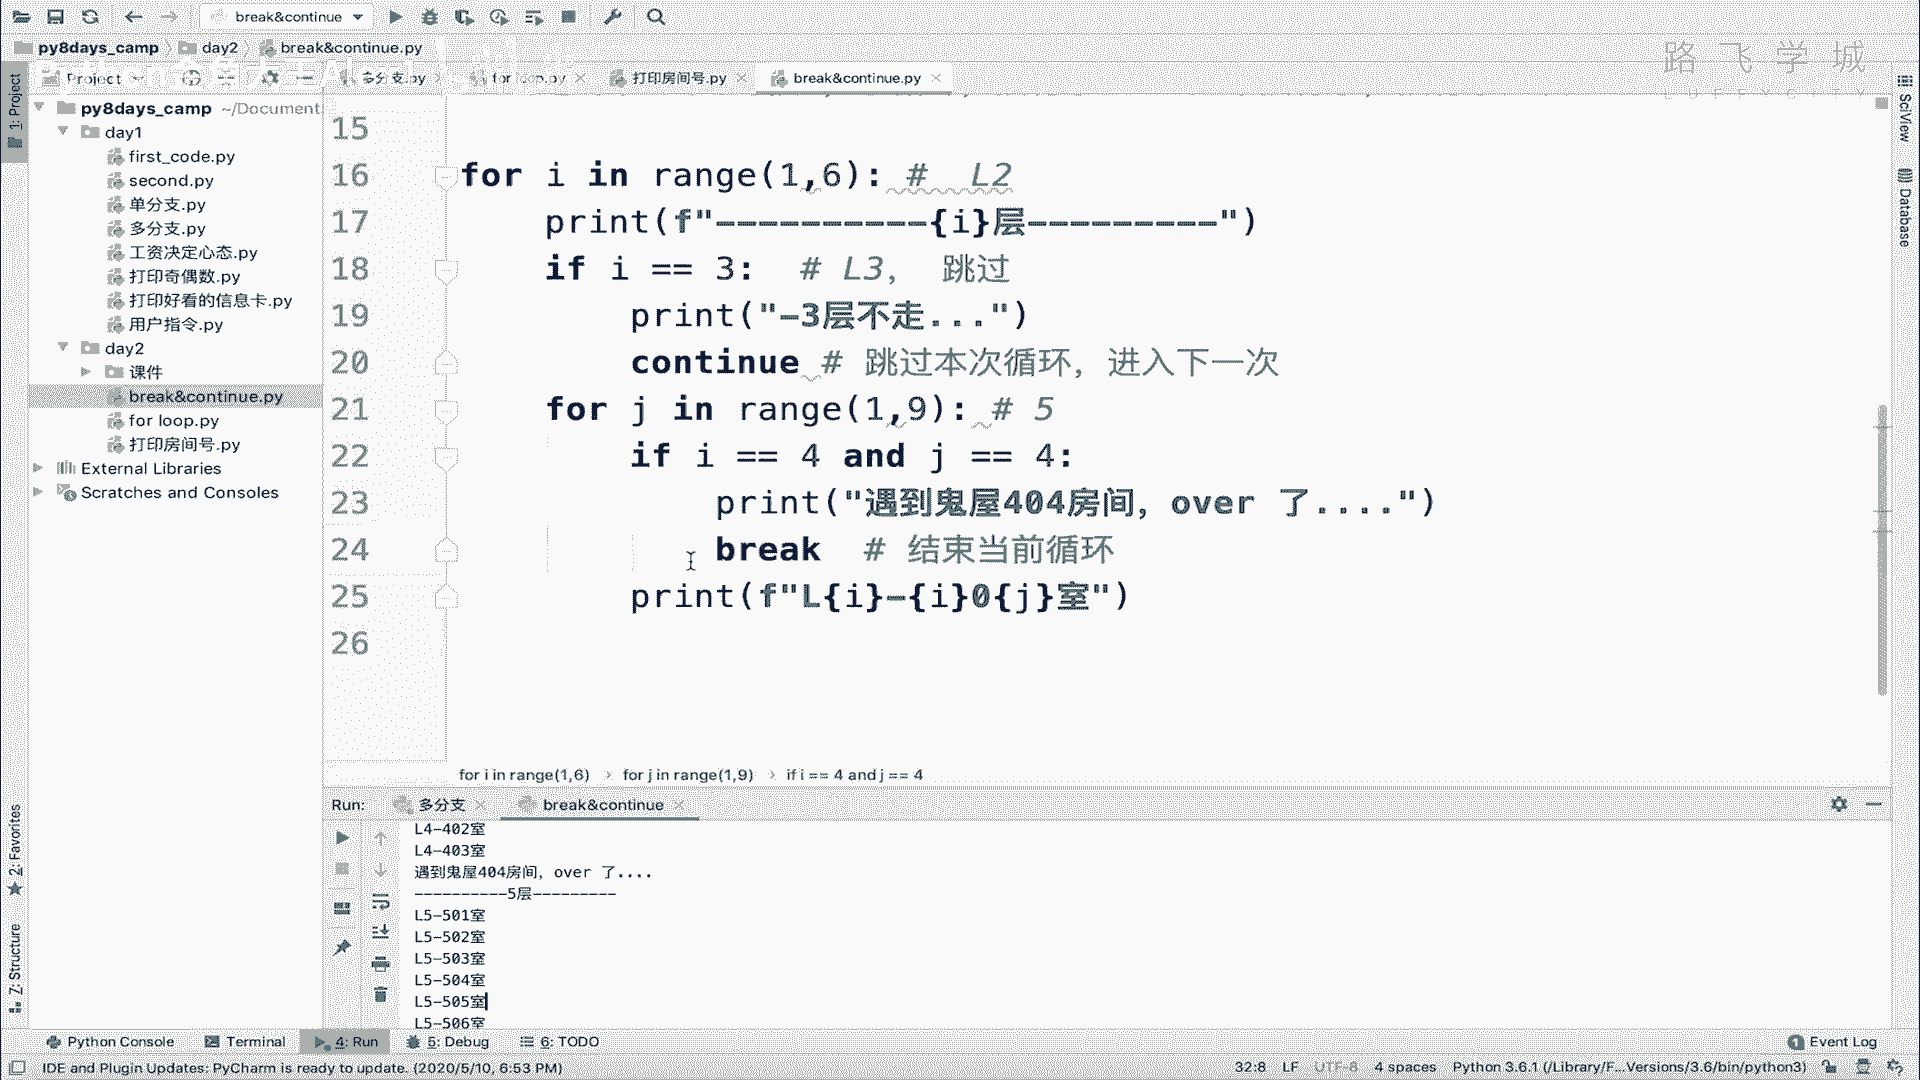 break&continue
py8days_camp day2 break&continue.py
路飞学城
LUFFYCITY
Project 多分支.py for loop.py 打印房间号.py break&continue.py
1: Project
SciView
Database
py8days_camp ~/Document
day1
first_code.py
second.py
单分支.py
多分支.py
工资决定心态.py
打印奇偶数.py
打印好看的信息卡.py
用户指令.py
day2
课件
break&continue.py
for loop.py
打印房间号.py
External Libraries
Scratches and Consoles
15
16 for i in range(1,6): #  L2
17 print(f"----------{i}层---------")
18 if i == 3:  # L3,  跳过
19 print("-3层不走...")
20 continue # 跳过本次循环, 进入下一次
21 for j in range(1,9): # 5
22 if i == 4 and j == 4:
23 print("遇到鬼屋404房间, over 了....")
24 break  # 结束当前循环
25 print(f"L{i}-{i}0{j}室")
26
for i in range(1,6) › for j in range(1,9) › if i == 4 and j == 4
Run: 多分支 break&continue
L4-402室
L4-403室
遇到鬼屋404房间, over 了....
----------5层---------
L5-501室
L5-502室
L5-503室
L5-504室
L5-505室
L5-506室
2: Favorites
Z: Structure
Python Console Terminal 4: Run 5: Debug 6: TODO 1 Event Log
IDE and Plugin Updates: PyCharm is ready to update. (2020/5/10, 6:53 PM) 32:8 LF UTF-8 4 spaces Python 3.6.1 (/Library/F...Versions/3.6/bin/python3)